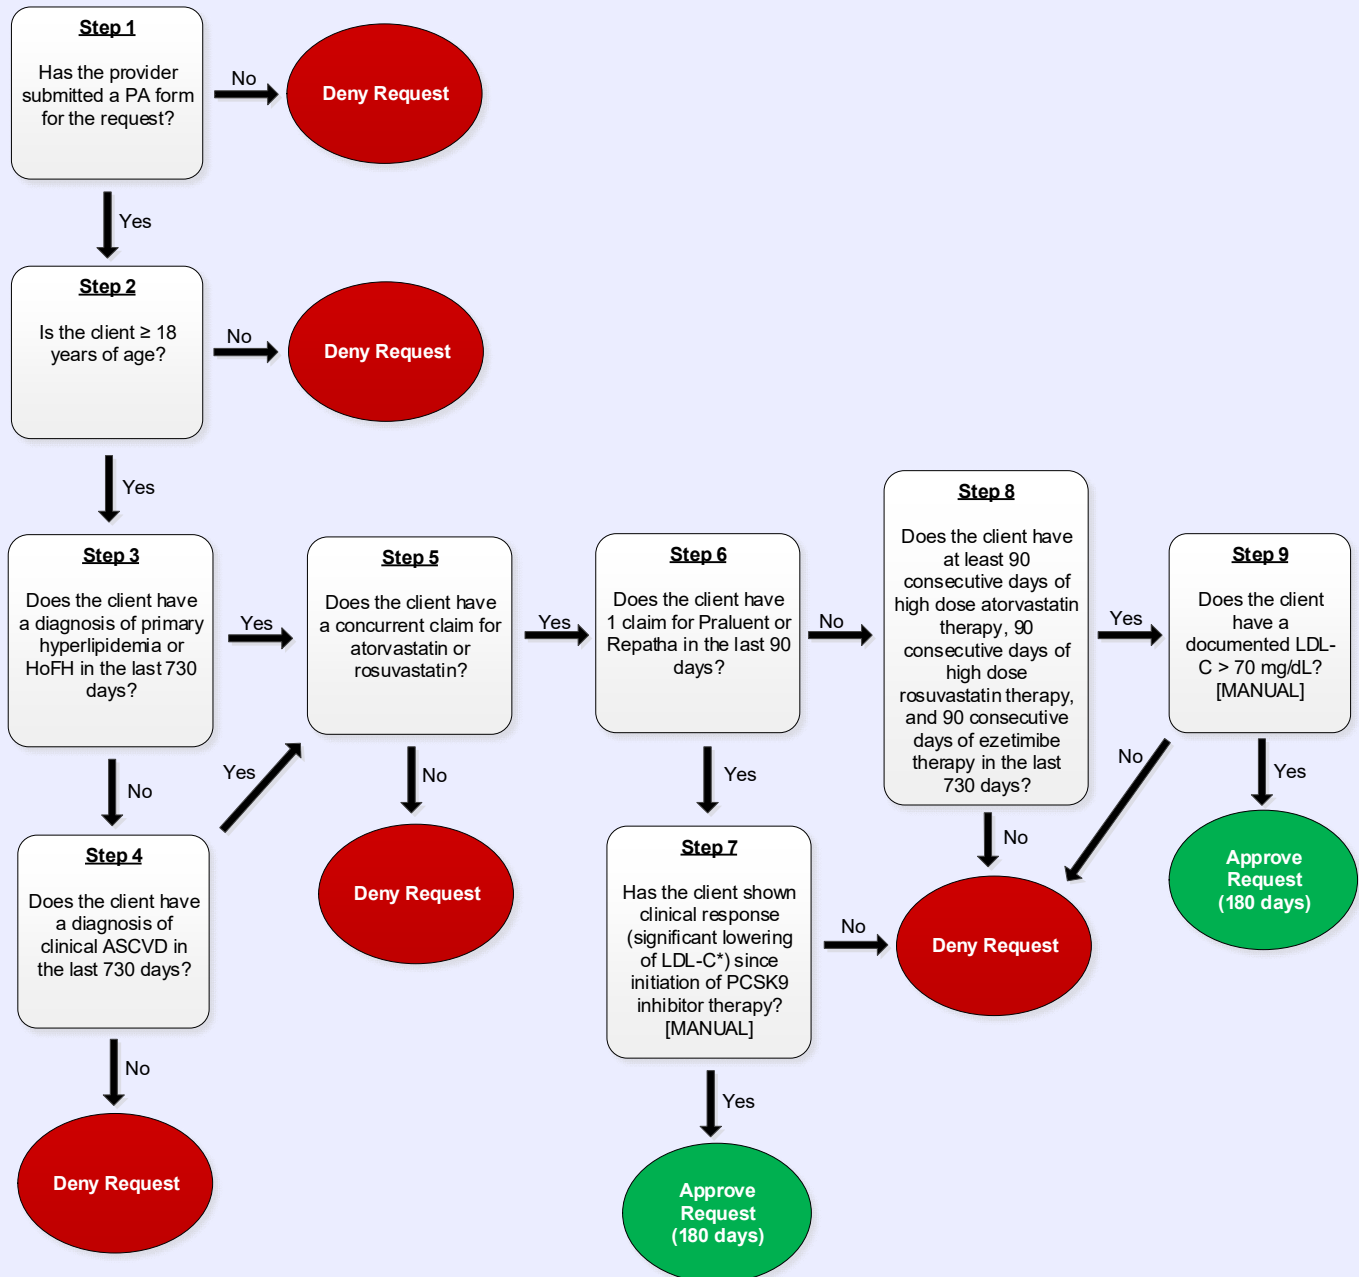 Step 1
Has the provider
submitted a PA form
for the request?
No
Deny Request
Yes
Step 2
Is the client ≥ 18
years of age?
No
Deny Request
Yes
Step 3
Does the client have
a diagnosis of primary
hyperlipidemia or
HoFH in the last 730
days?
Yes
No
Step 4
Does the client have
a diagnosis of
clinical ASCVD in
the last 730 days?
Yes
No
Deny Request
Step 5
Does the client have
a concurrent claim for
atorvastatin or
rosuvastatin?
Yes
No
Deny Request
Step 6
Does the client have
1 claim for Praluent or
Repatha in the last 90
days?
No
Yes
Step 7
Has the client shown
clinical response
(significant lowering
of LDL-C*) since
initiation of PCSK9
inhibitor therapy?
[MANUAL]
No
Yes
Approve
Request
(180 days)
Step 8
Does the client have
at least 90
consecutive days of
high dose atorvastatin
therapy, 90
consecutive days of
high dose
rosuvastatin therapy,
and 90 consecutive
days of ezetimibe
therapy in the last
730 days?
Yes
No
Deny Request
Step 9
Does the client
have a
documented LDL-
C > 70 mg/dL?
[MANUAL]
No
Yes
Approve
Request
(180 days)